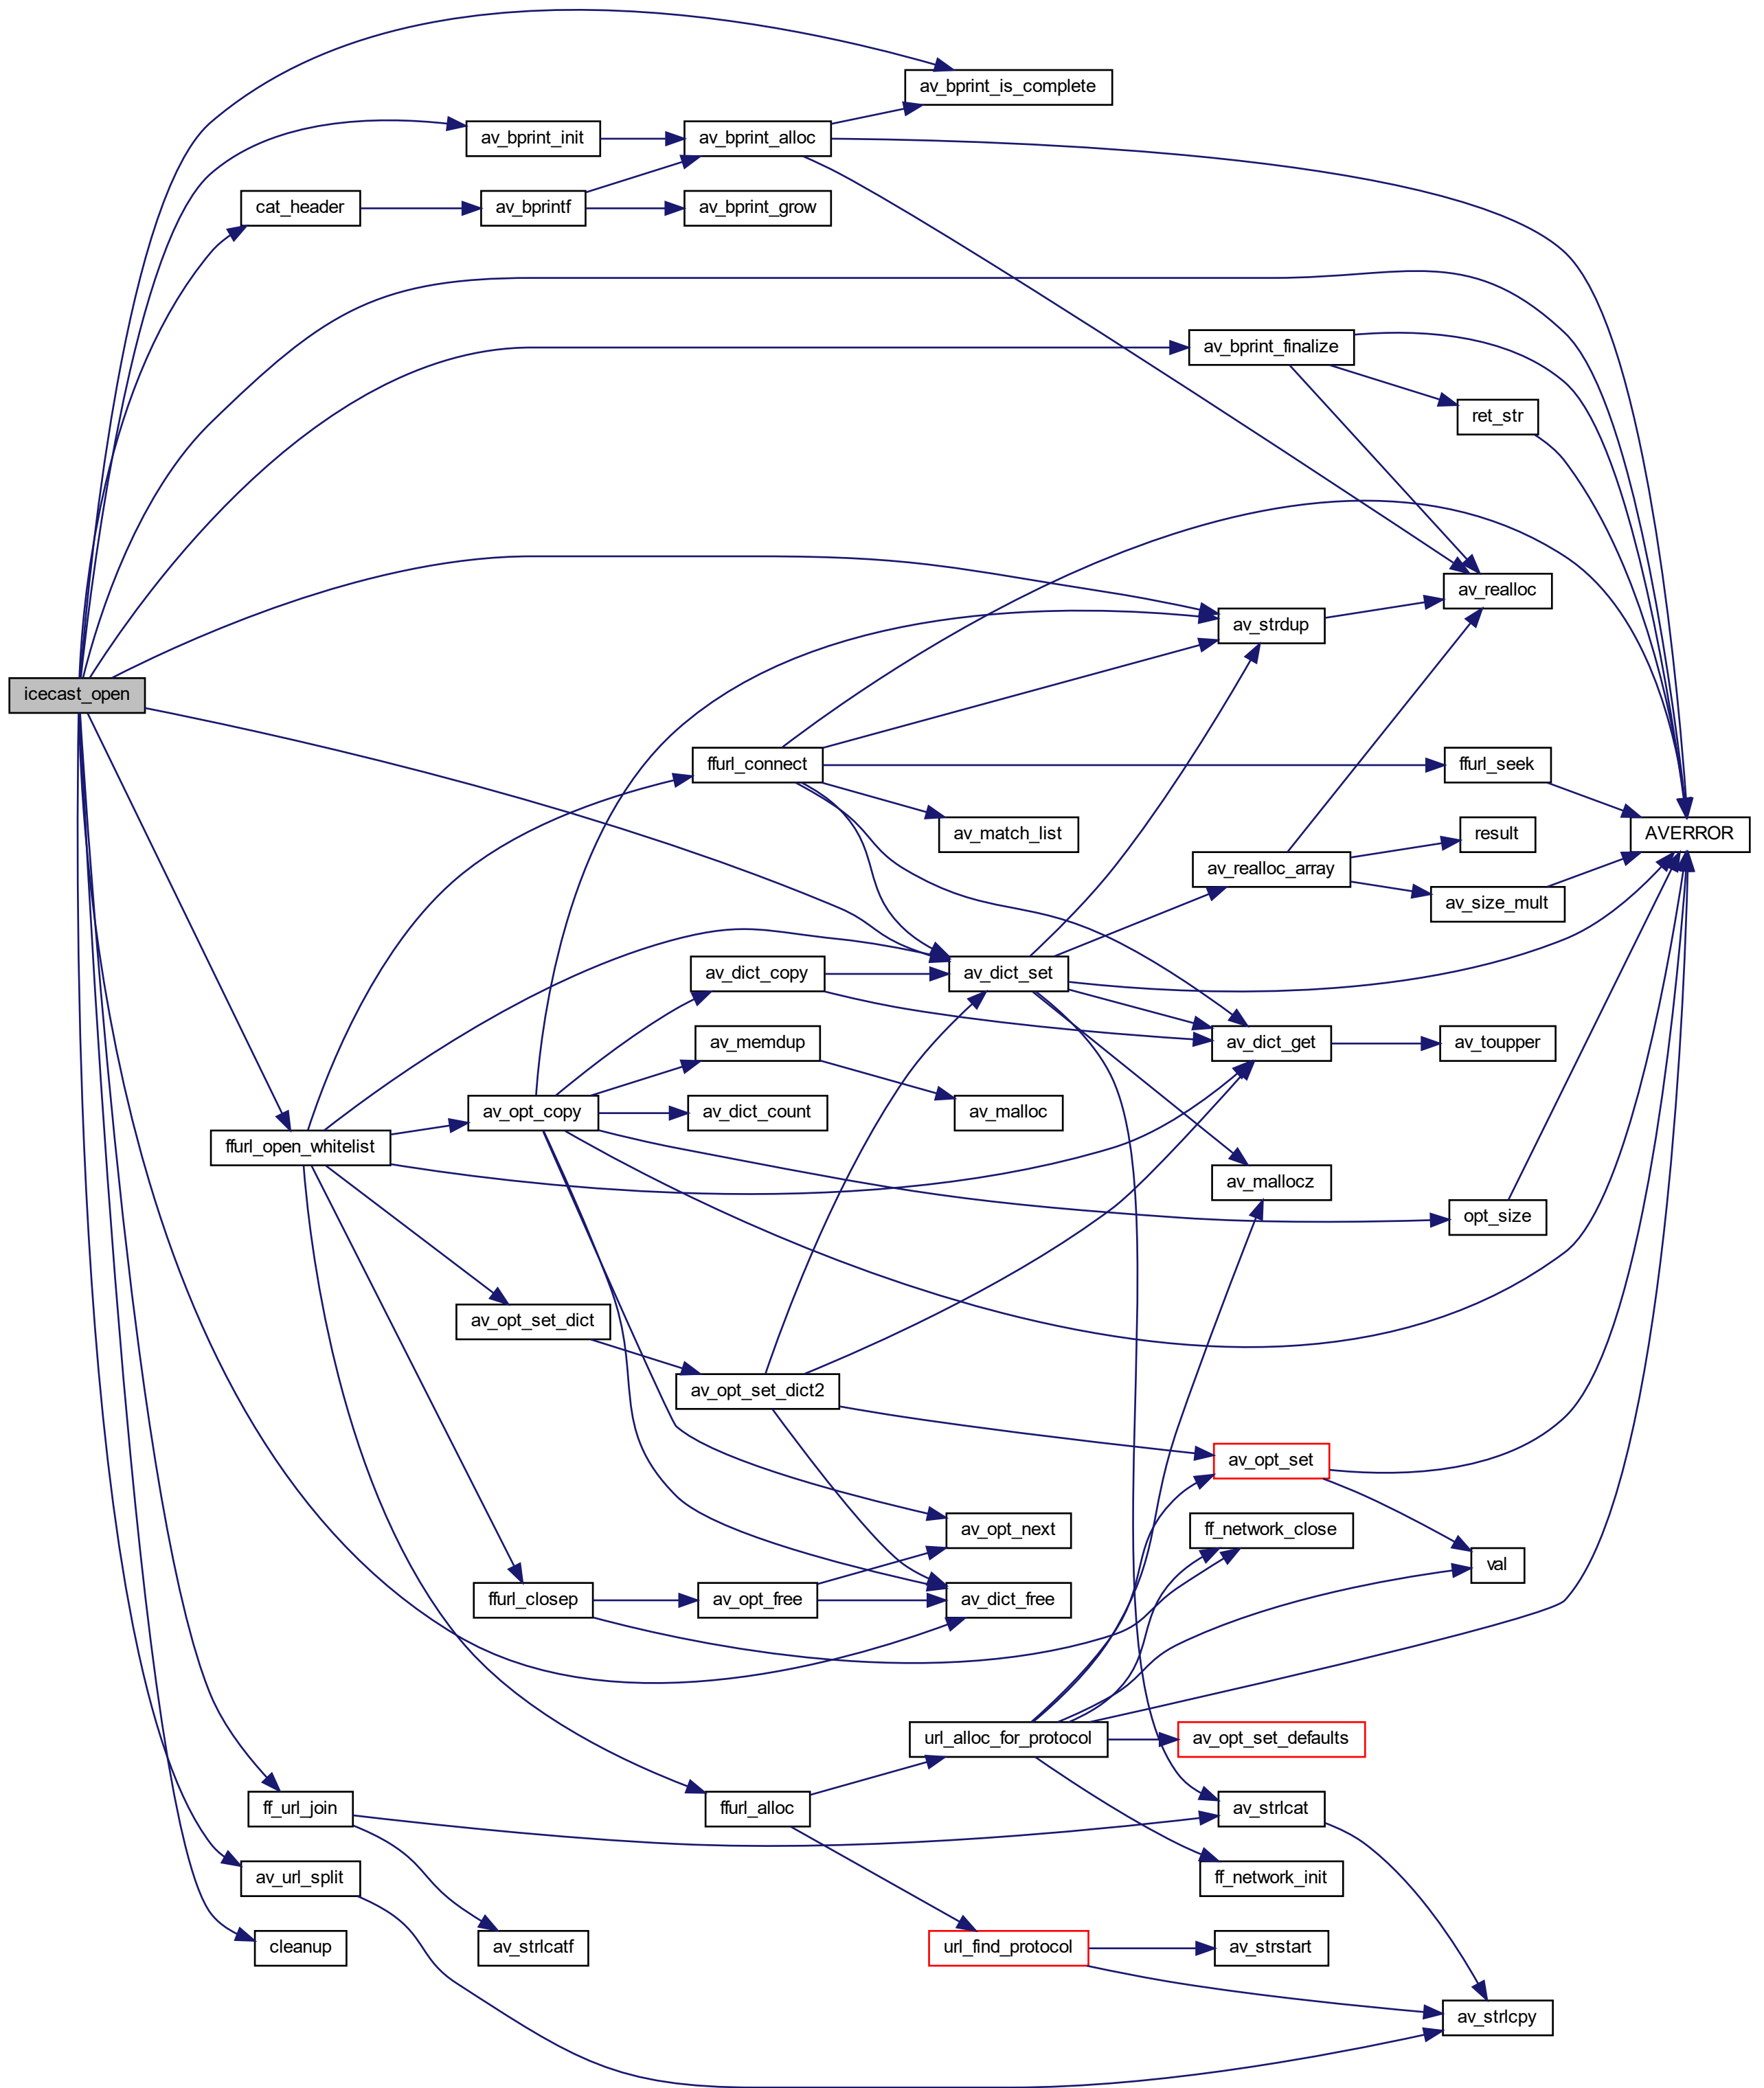 av_bprint_is_complete
av_bprint_init
av_bprint_alloc
cat_header
av_bprintf
av_bprint_grow
av_bprint_finalize
ret_str
av_realloc
av_strdup
icecast_open
ffurl_connect
ffurl_seek
av_match_list
result
AVERROR
av_realloc_array
av_size_mult
av_dict_copy
av_dict_set
av_memdup
av_dict_get
av_toupper
av_opt_copy
av_dict_count
av_malloc
ffurl_open_whitelist
av_mallocz
opt_size
av_opt_set_dict
av_opt_set_dict2
av_opt_set
av_opt_next
ff_network_close
val
ffurl_closep
av_opt_free
av_dict_free
url_alloc_for_protocol
av_opt_set_defaults
ff_url_join
ffurl_alloc
av_strlcat
av_url_split
ff_network_init
cleanup
av_strlcatf
url_find_protocol
av_strstart
av_strlcpy